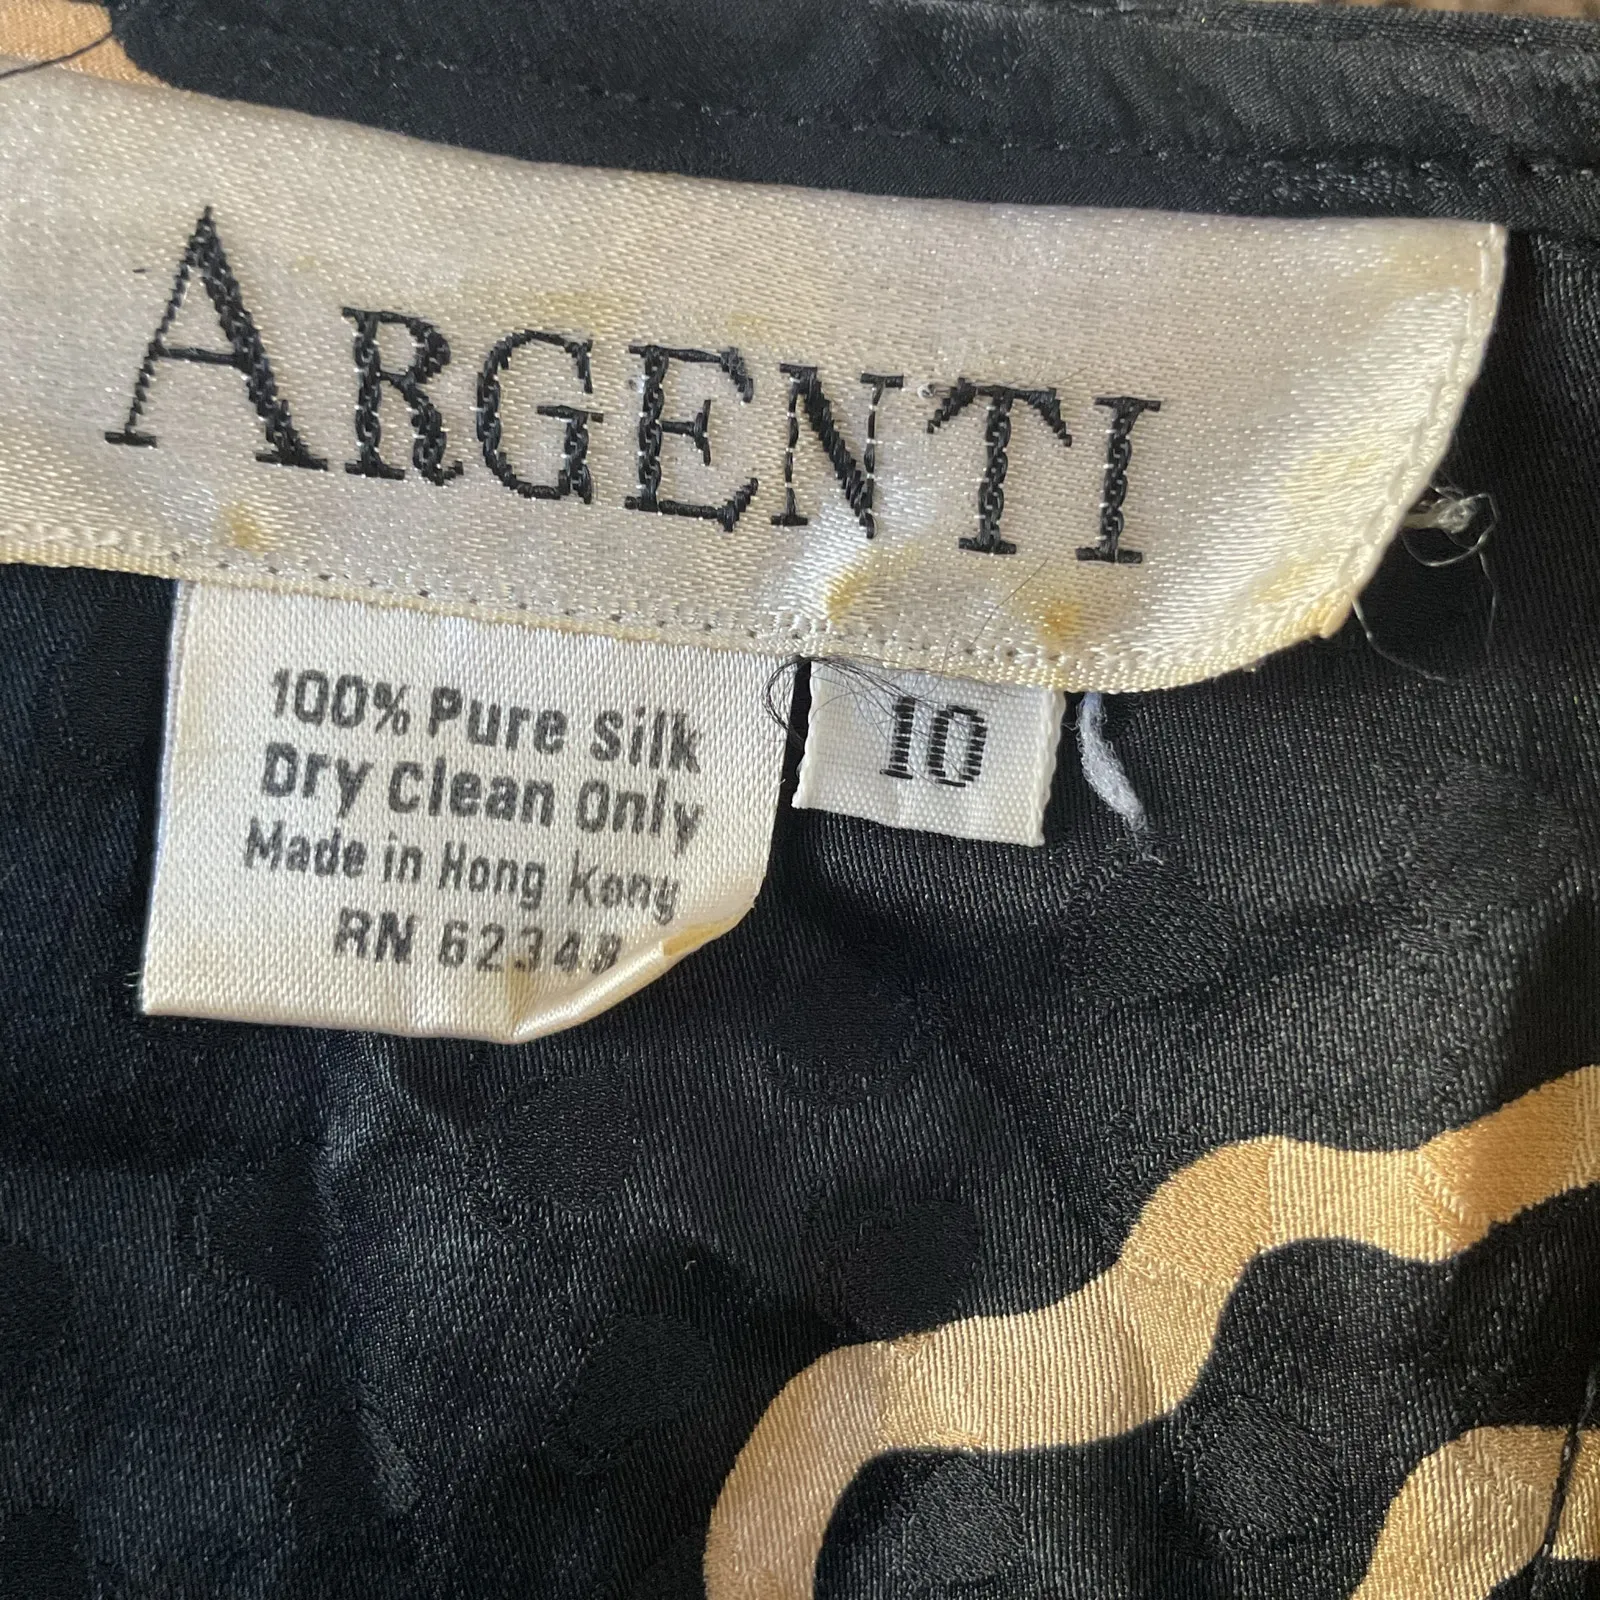 ARGENTI
100% Pure Silk
Dry Clean Only
Made in Hong Kong
RN 62348
10